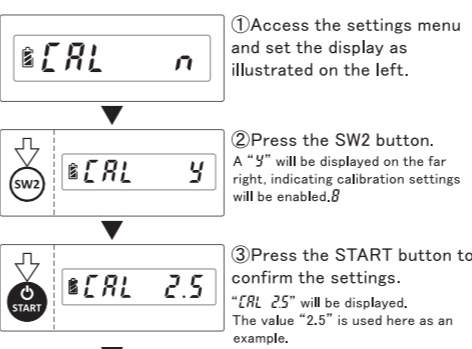 CAL n
①Access the settings menu
and set the display as
illustrated on the left.
SW2
CAL y
②Press the SW2 button.
A “y” will be displayed on the far
right, indicating calibration settings
will be enabled.8
START
CAL 2.5
③Press the START button to
confirm the settings.
“CAL 2.5” will be displayed.
The value “2.5” is used here as an
example.